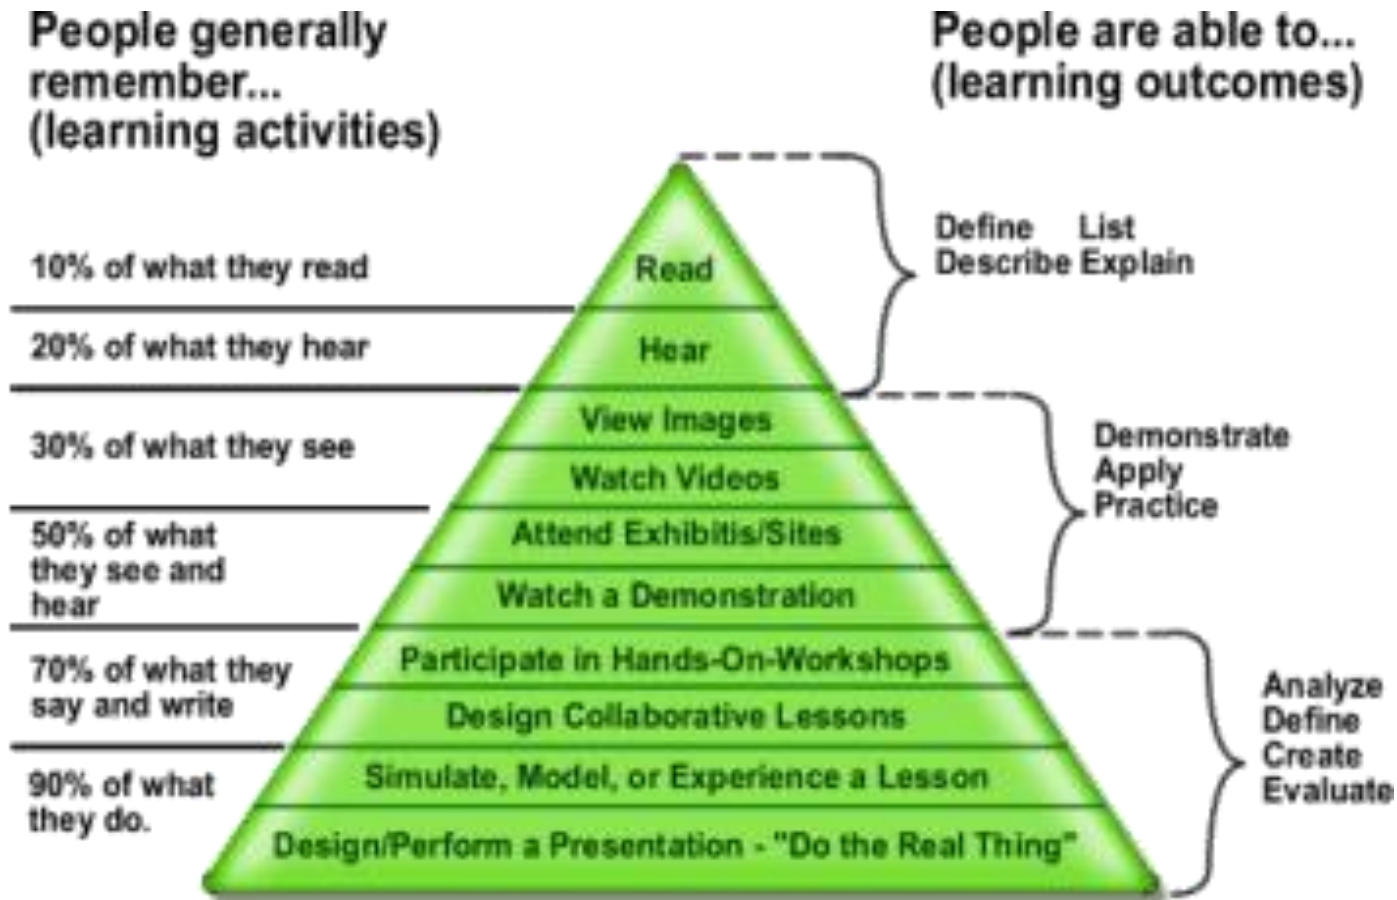 People generally
remember...
(learning activities)
People are able to...
(learning outcomes)
10% of what they read
20% of what they hear
30% of what they see
50% of what
they see and
hear
70% of what they
say and write
90% of what
they do.
Read
Hear
View Images
Watch Videos
Attend Exhibitis/Sites
Watch a Demonstration
Participate in Hands-On-Workshops
Design Collaborative Lessons
Simulate, Model, or Experience a Lesson
Design/Perform a Presentation - "Do the Real Thing"
Define List
Describe Explain
Demonstrate
Apply
Practice
Analyze
Define
Create
Evaluate